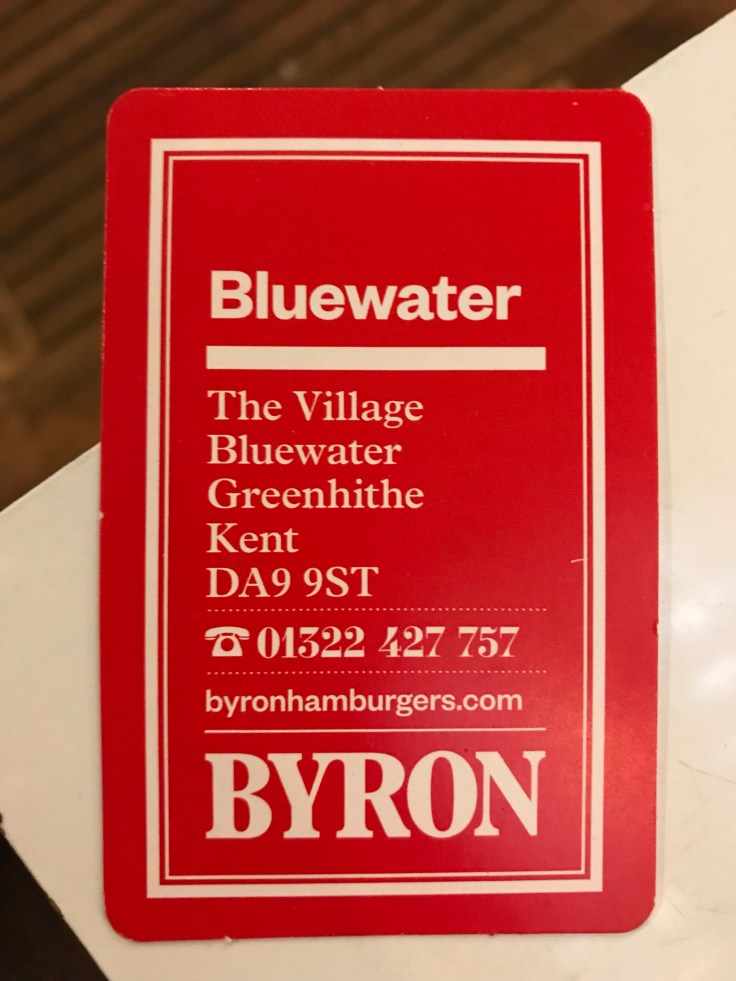 Bluewater
The Village
Bluewater
Greenhithe
Kent
DA9 9ST
☎ 01322 427 757
byronhamburgers.com
BYRON